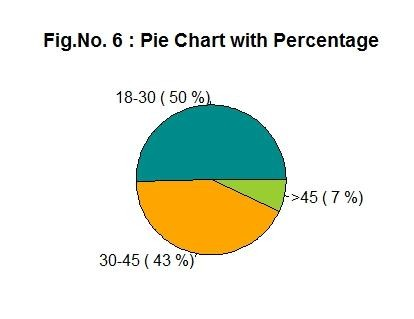 Fig.No. 6 : Pie Chart with Percentage
18-30 ( 50 %)
>45 ( 7 %)
30-45 ( 43 %)